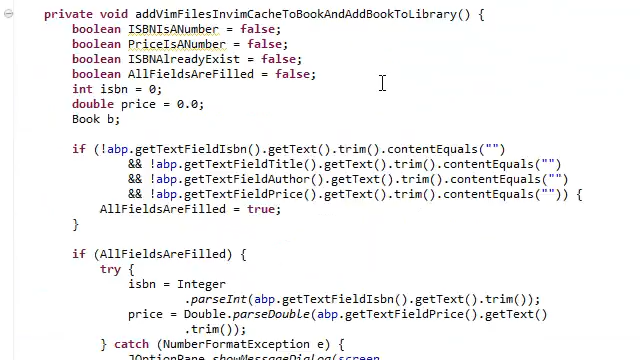 private void addVimFilesInvimCacheToBookAndAddBookToLibrary() {
boolean ISBNIsANumber = false;
boolean PriceIsANumber = false;
boolean ISBNAlreadyExist = false;
boolean AllFieldsAreFilled = false;
int isbn = 0;
double price = 0.0;
Book b;
if (!abp.getTextFieldIsbn().getText().trim().contentEquals("")
&& !abp.getTextFieldTitle().getText().trim().contentEquals("")
&& !abp.getTextFieldAuthor().getText().trim().contentEquals("")
&& !abp.getTextFieldPrice().getText().trim().contentEquals("")) {
AllFieldsAreFilled = true;
}
if (AllFieldsAreFilled) {
try {
isbn = Integer
.parseInt(abp.getTextFieldIsbn().getText().trim());
price = Double.parseDouble(abp.getTextFieldPrice().getText()
.trim());
} catch (NumberFormatException e) {
JOptionPane.showMessageDialog(screen,